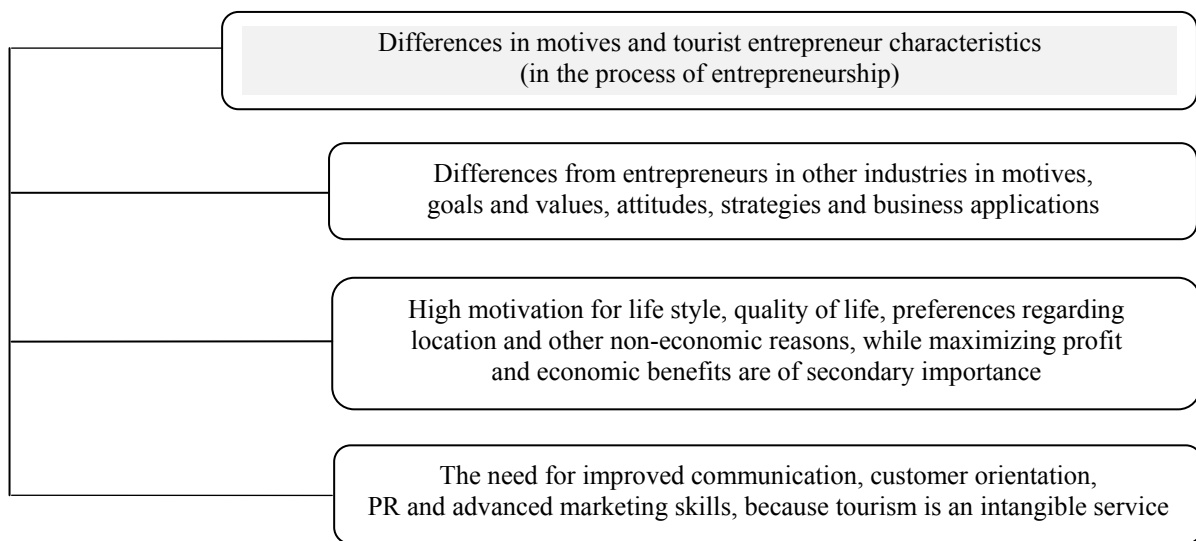 Differences in motives and tourist entrepreneur characteristics
(in the process of entrepreneurship)
Differences from entrepreneurs in other industries in motives,
goals and values, attitudes, strategies and business applications
High motivation for life style, quality of life, preferences regarding
location and other non-economic reasons, while maximizing profit
and economic benefits are of secondary importance
The need for improved communication, customer orientation,
PR and advanced marketing skills, because tourism is an intangible service